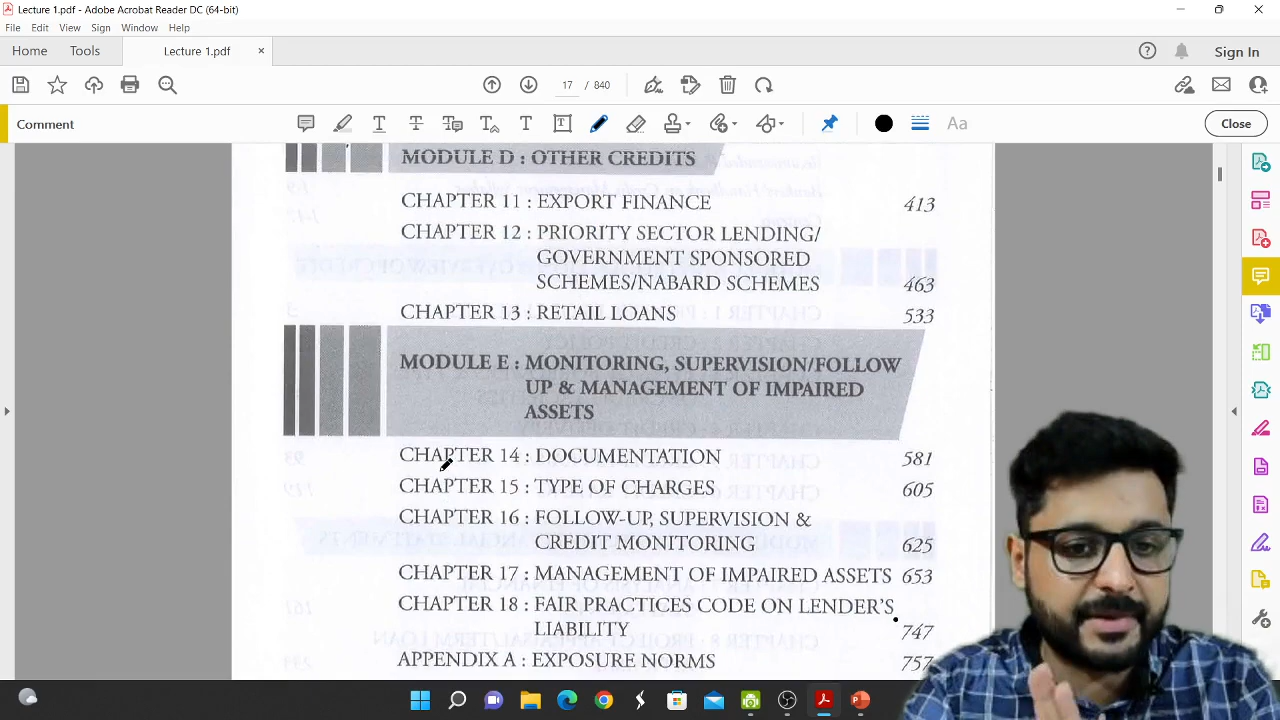 Lecture 1.pdf - Adobe Acrobat Reader DC (64-bit)
File Edit View Sign Window Help
Home Tools Lecture 1.pdf × Sign In
17 / 840
Comment Aa Close
MODULE D : OTHER CREDITS
CHAPTER 11 : EXPORT FINANCE 413
CHAPTER 12 : PRIORITY SECTOR LENDING/
GOVERNMENT SPONSORED
SCHEMES/NABARD SCHEMES 463
CHAPTER 13 : RETAIL LOANS 533
MODULE E : MONITORING, SUPERVISION/FOLLOW
UP & MANAGEMENT OF IMPAIRED
ASSETS
CHAPTER 14 : DOCUMENTATION 581
CHAPTER 15 : TYPE OF CHARGES 605
CHAPTER 16 : FOLLOW-UP, SUPERVISION &
CREDIT MONITORING 625
CHAPTER 17 : MANAGEMENT OF IMPAIRED ASSETS 653
CHAPTER 18 : FAIR PRACTICES CODE ON LENDER'S
LIABILITY 747
APPENDIX A : EXPOSURE NORMS 757